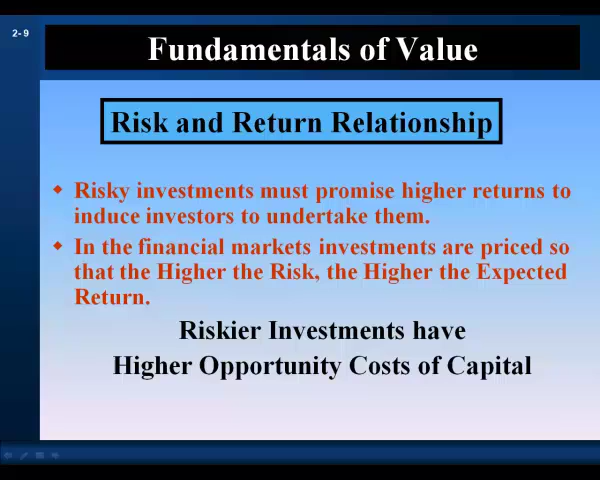 2- 9
Fundamentals of Value
Risk and Return Relationship
Risky investments must promise higher returns to
induce investors to undertake them.
In the financial markets investments are priced so
that the Higher the Risk, the Higher the Expected
Return.
Riskier Investments have
Higher Opportunity Costs of Capital